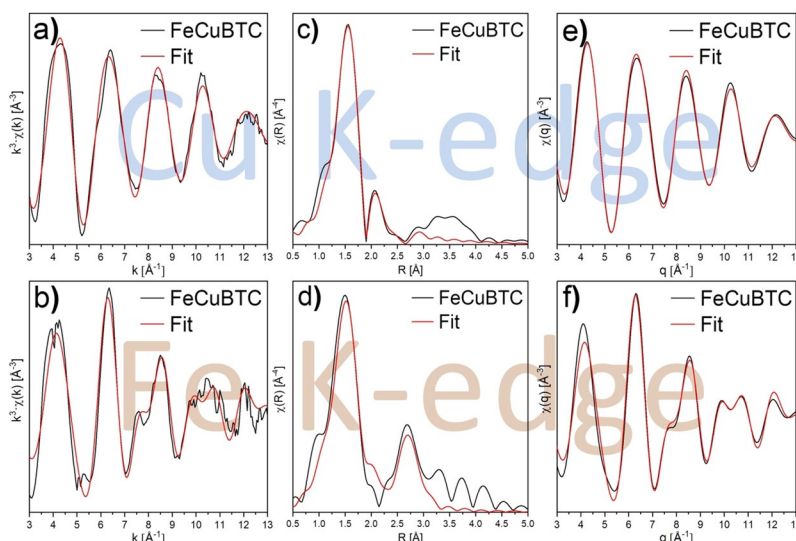 a)
FeCuBTC
Fit
k³·χ(k) [Å⁻³]
3 4 5 6 7 8 9 10 11 12 13
k [Å⁻¹]
c)
FeCuBTC
Fit
χ(R) [Å⁻⁴]
0.5 1.0 1.5 2.0 2.5 3.0 3.5 4.0 4.5 5.0
R [Å]
e)
FeCuBTC
Fit
χ(q) [Å⁻³]
3 4 5 6 7 8 9 10 11 12 13
q [Å⁻¹]
Cu K-edge
b)
FeCuBTC
Fit
k³·χ(k) [Å⁻³]
3 4 5 6 7 8 9 10 11 12 13
k [Å⁻¹]
d)
FeCuBTC
Fit
χ(R) [Å⁻⁴]
0.5 1.0 1.5 2.0 2.5 3.0 3.5 4.0 4.5 5.0
R [Å]
f)
FeCuBTC
Fit
χ(q) [Å⁻³]
3 4 5 6 7 8 9 10 11 12 13
q [Å⁻¹]
Fe K-edge